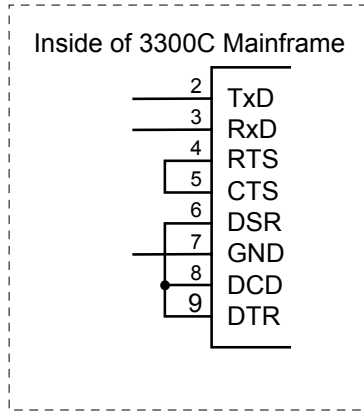 Inside of 3300C Mainframe
2 TxD
3 RxD
4 RTS
5 CTS
6 DSR
7 GND
8 DCD
9 DTR